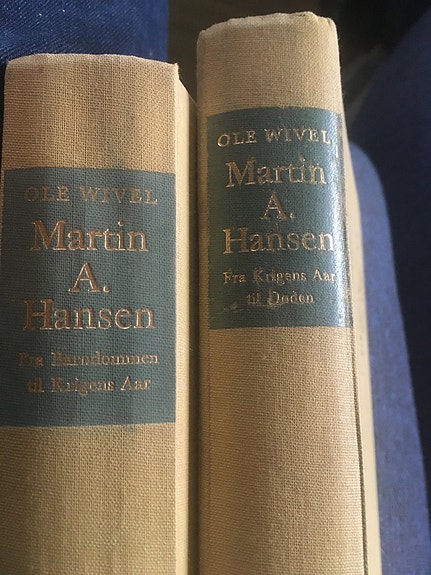 OLE WIVEL
Martin
A.
Hansen
Fra Barndommen
til Krigens Aar
OLE WIVEL
Martin
A.
Hansen
Fra Krigens Aar
til Døden